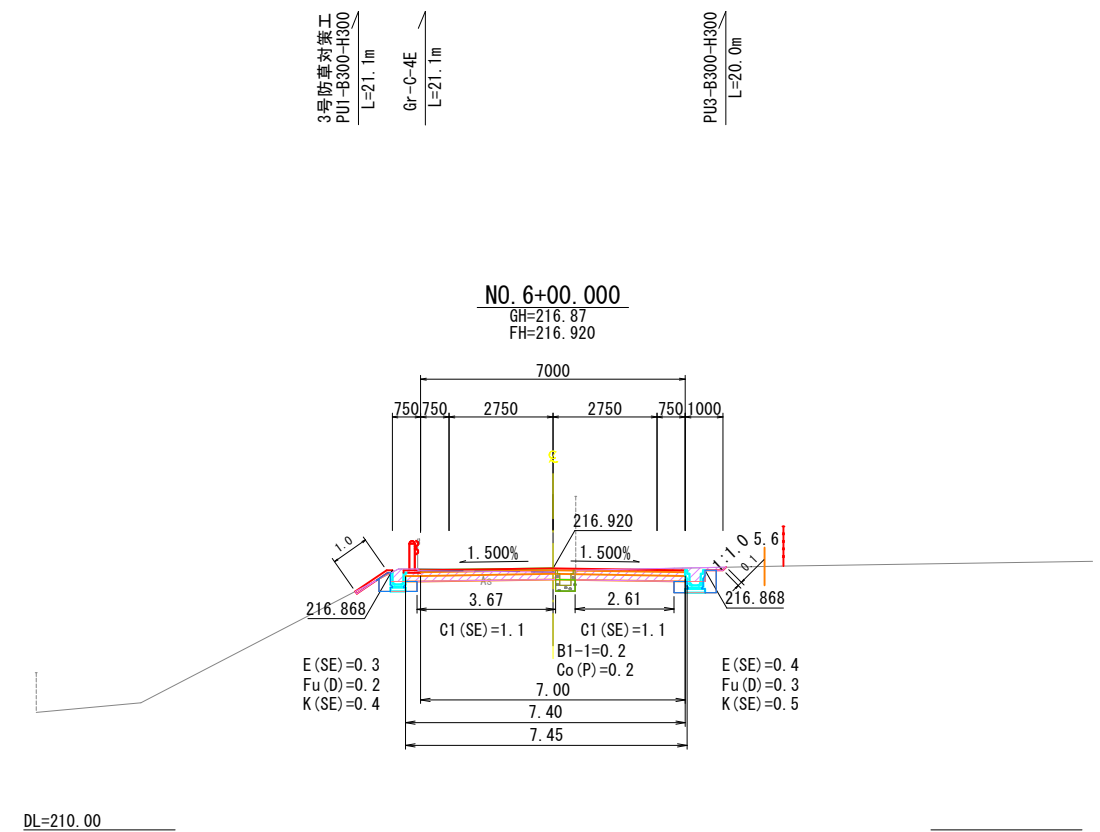 3号防草対策工
PU1-B300-H300
L=21.1m
Gr-C-4E
L=21.1m
PU3-B300-H300
L=20.0m
NO.6+00.000
GH=216.87
FH=216.920
7000
750 750 2750 2750 750 1000
216.920
1.0
1.500% 1.500%
1:1.0
0.1
5.6
As
216.868
3.67 2.61
216.868
C1(SE)=1.1 C1(SE)=1.1
B1-1=0.2
Co(P)=0.2
E(SE)=0.3
Fu(D)=0.2
K(SE)=0.4
E(SE)=0.4
Fu(D)=0.3
K(SE)=0.5
7.00
7.40
7.45
DL=210.00